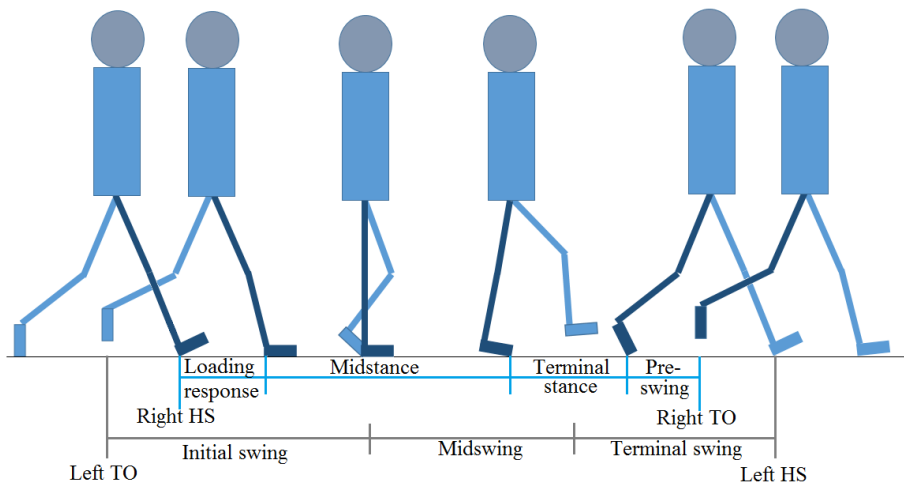 Loading
response
Midstance
Terminal
stance
Pre-
swing
Right HS
Right TO
Initial swing
Midswing
Terminal swing
Left TO
Left HS